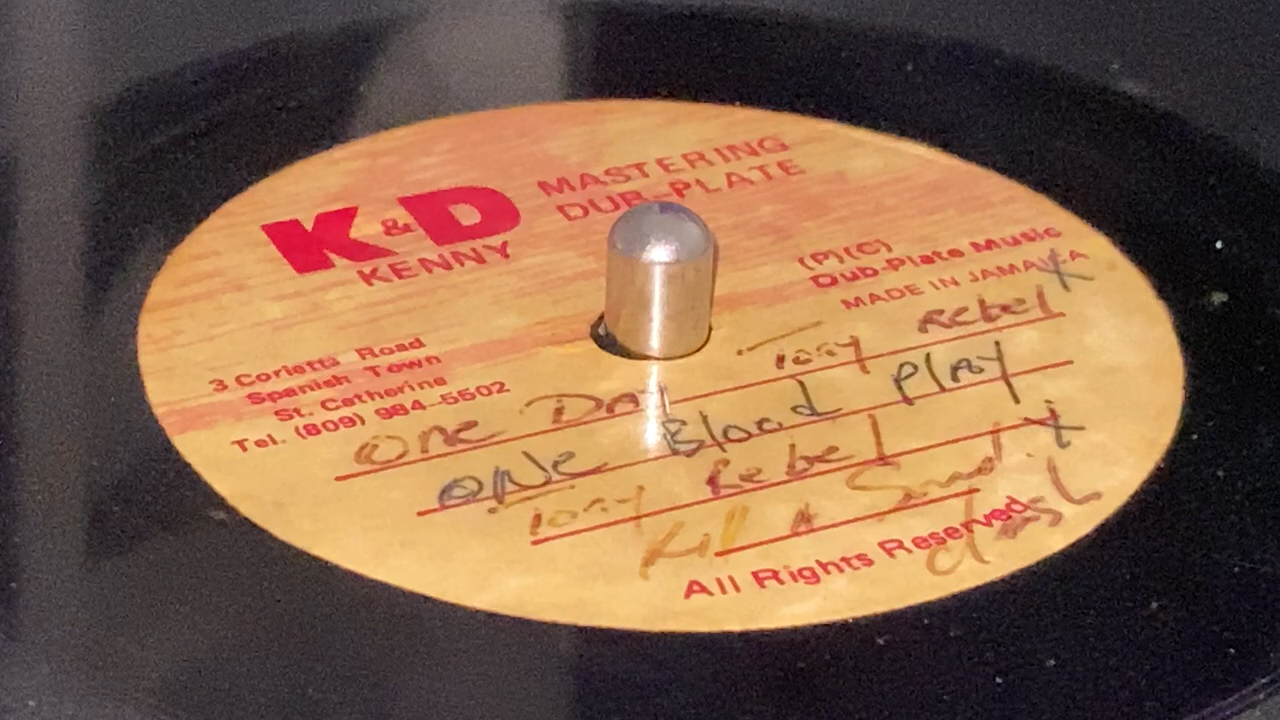 K & D
KENNY
MASTERING
DUB-PLATE
(P)(C)
Dub-Plate Music
MADE IN JAMAICA
3 Corletta Road
Spanish Town
St. Catherine
Tel. (809) 984-5502
Tony Rebel X
One Day
ONE Blood Play
Tony Rebel X
Kill A Sound
clash
All Rights Reserved